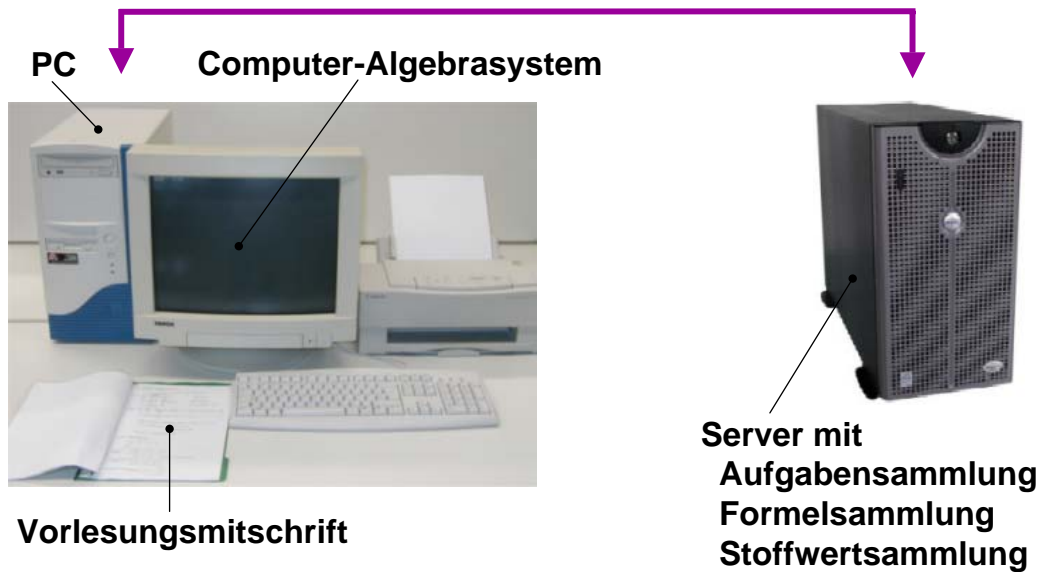 PC
Computer-Algebrasystem
Vorlesungsmitschrift
Server mit
Aufgabensammlung
Formelsammlung
Stoffwertsammlung